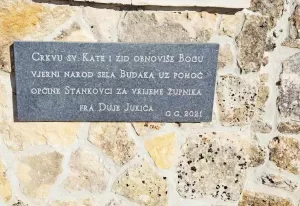 Crkvu sv. Kate i zid obnoviše Bogu
vjerni narod sela Budaka uz pomoć
općine Stankovci za vrijeme župnika
fra Duje Jukića.
G.G. 2021